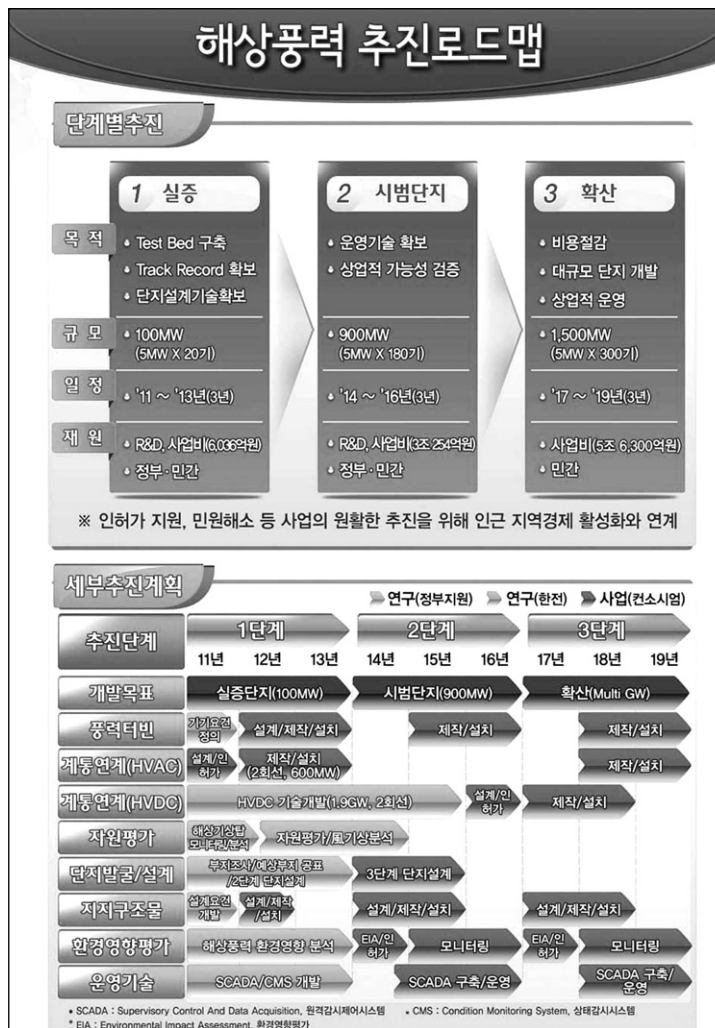 해상풍력 추진로드맵
단계별추진
1 실증
2 시범단지
3 확산
목 적
• Test Bed 구축
• Track Record 확보
• 단지설계기술확보
• 운영기술 확보
• 상업적 가능성 검증
• 비용절감
• 대규모 단지 개발
• 상업적 운영
규 모
• 100MW
(5MW X 20기)
• 900MW
(5MW X 180기)
• 1,500MW
(5MW X 300기)
일 정
• '11 ～ '13년(3년)
• '14 ～ '16년(3년)
• '17 ～ '19년(3년)
재 원
• R&D, 사업비(6,036억원)
• 정부·민간
• R&D, 사업비(3조 254억원)
• 정부·민간
• 사업비(5조 6,300억원)
• 민간
※ 인허가 지원, 민원해소 등 사업의 원활한 추진을 위해 인근 지역경제 활성화와 연계
세부추진계획
연구(정부지원) 연구(한전) 사업(컨소시엄)
추진단계
1단계 2단계 3단계
11년 12년 13년 14년 15년 16년 17년 18년 19년
개발목표 실증단지(100MW) 시범단지(900MW) 확산(Multi GW)
풍력터빈 기기요건 정의 설계/제작/설치 제작/설치 제작/설치
계통연계(HVAC) 설계/인허가 제작/설치 (2회선, 600MW) 제작/설치
계통연계(HVDC) HVDC 기술개발(1.9GW, 2회선) 설계/인허가 제작/설치
자원평가 해상기상탑 모니터링/분석 자원평가/風기상분석
단지발굴/설계 부지조사/예상부지 공표 /2단계 단지설계 3단계 단지설계
지지구조물 설계요건 개발 설계/제작/설치 설계/제작/설치 설계/제작/설치
환경영향평가 해상풍력 환경영향 분석 EIA/인허가 모니터링 EIA/인허가 모니터링
운영기술 SCADA/CMS 개발 SCADA 구축/운영 SCADA 구축/운영
• SCADA : Supervisory Control And Data Acquisition, 원격감시제어시스템 • CMS : Condition Monitoring System, 상태감시시스템
* EIA : Environmental Impact Assessment, 환경영향평가